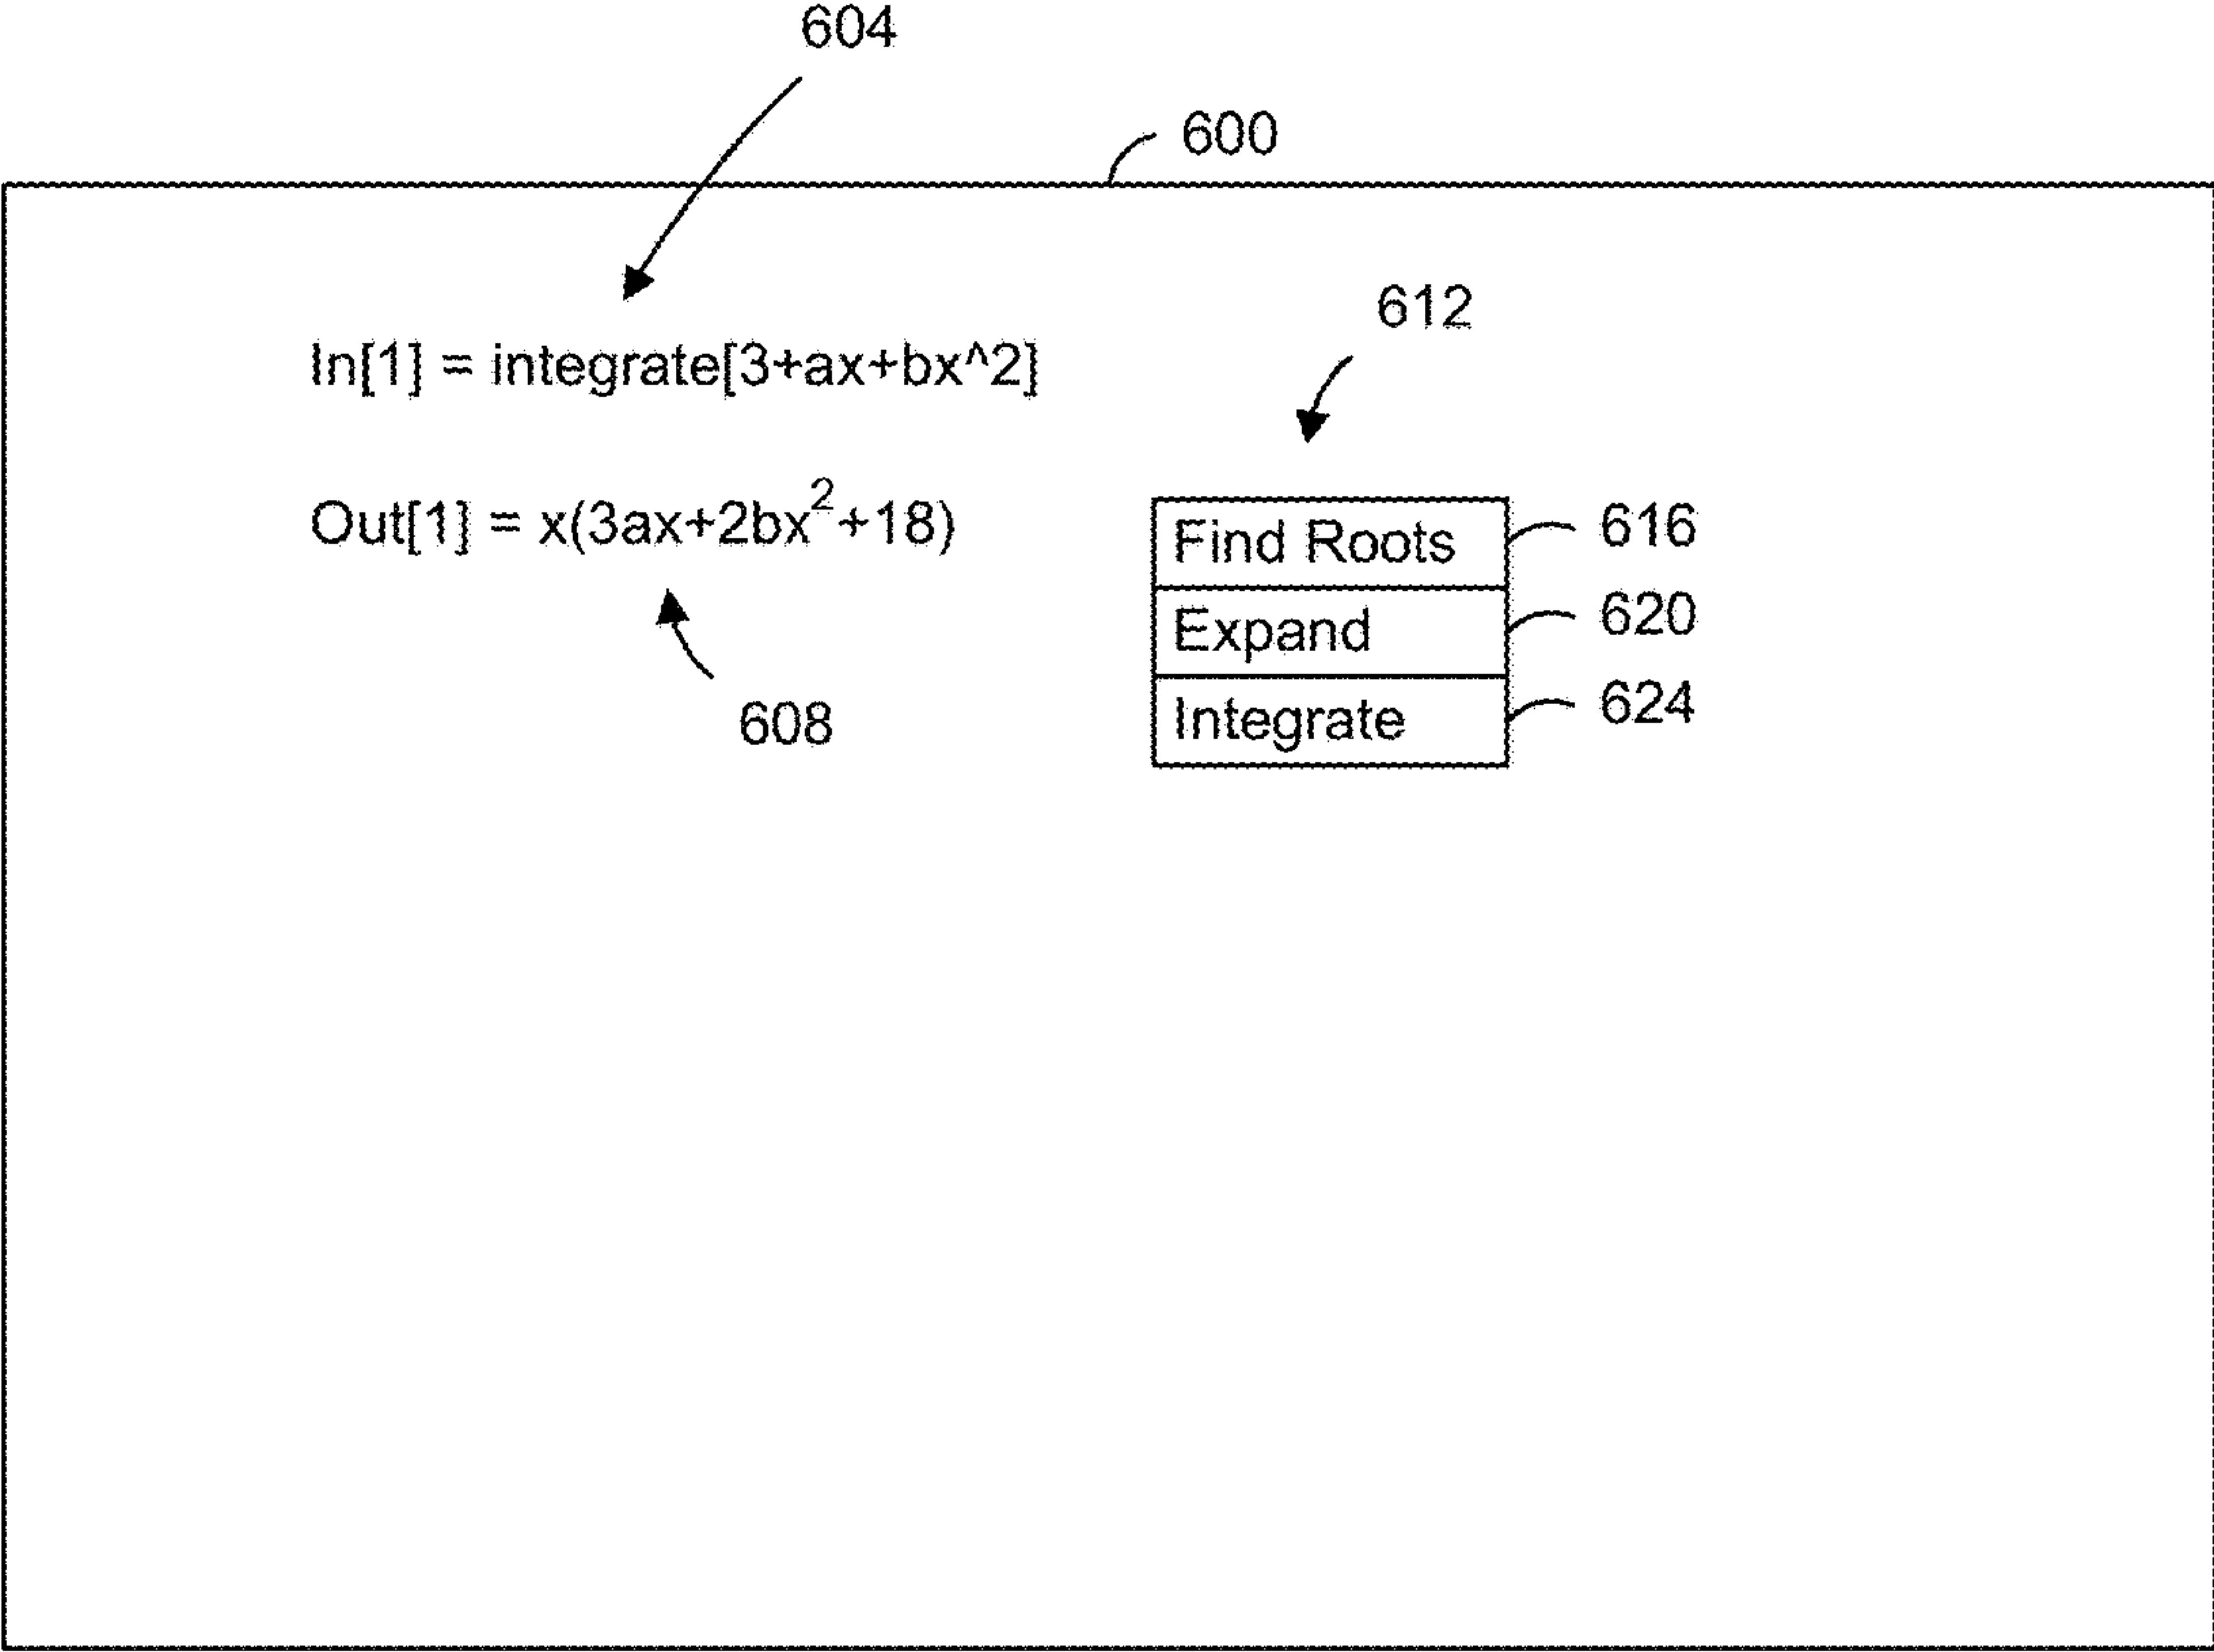 604
600
612
In[1] = integrate[3+ax+bx^2]
Out[1] = x(3ax+2bx²+18)
608
Find Roots 616
Expand 620
Integrate 624